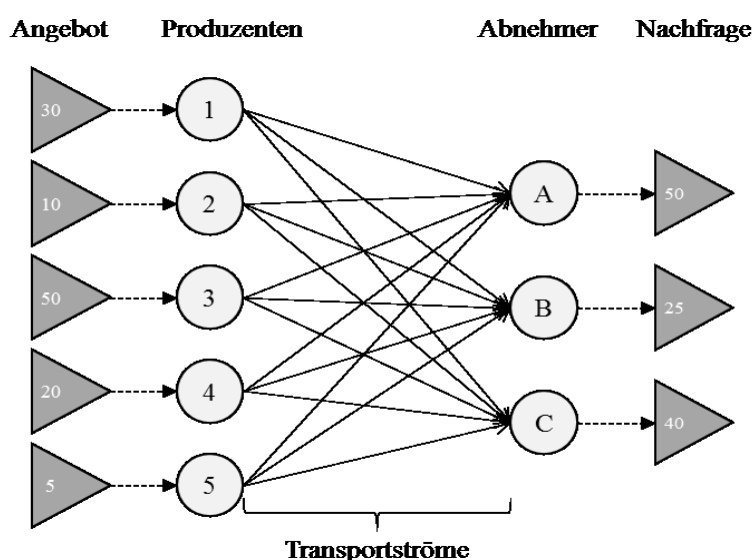 Angebot Produzenten Abnehmer Nachfrage
30 1
10 2 A 50
50 3 B 25
20 4 C 40
5 5
Transportströme